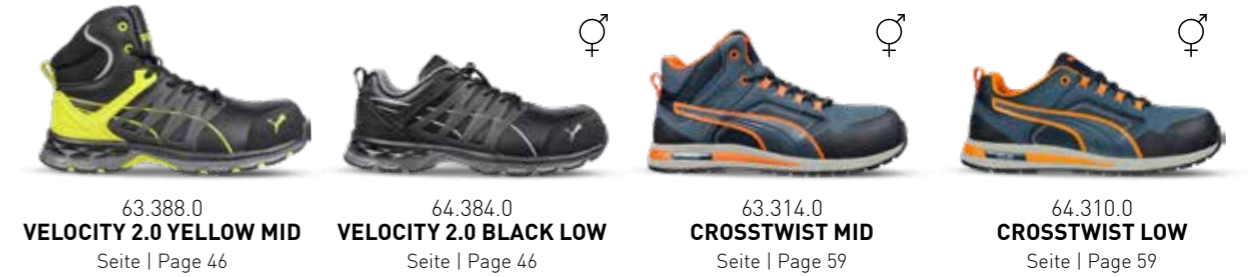 63.388.0
VELOCITY 2.0 YELLOW MID
Seite | Page 46
64.384.0
VELOCITY 2.0 BLACK LOW
Seite | Page 46
63.314.0
CROSSTWIST MID
Seite | Page 59
64.310.0
CROSSTWIST LOW
Seite | Page 59